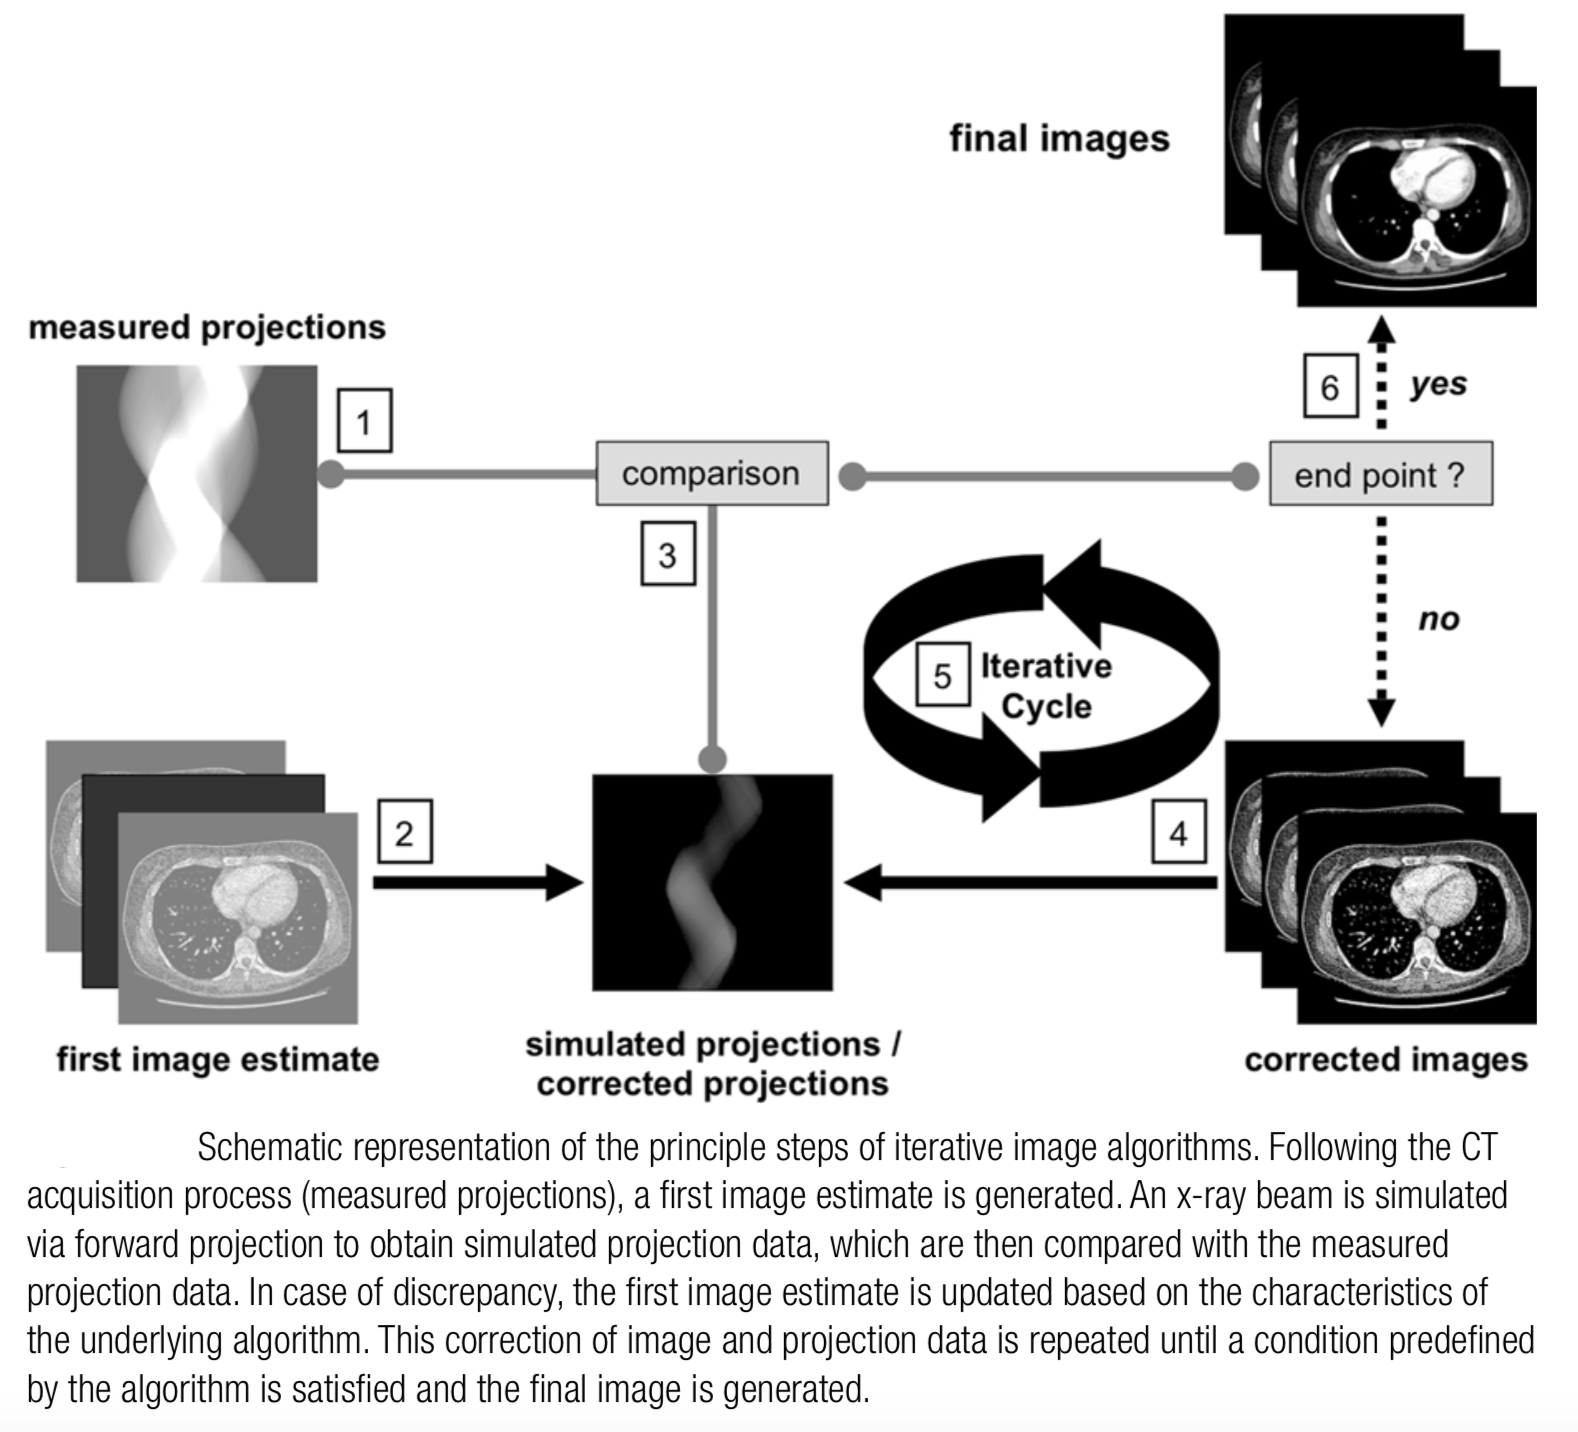 final images
measured projections
1
6
yes
comparison
end point ?
3
no
5
Iterative
Cycle
2
4
first image estimate
simulated projections /
corrected projections
corrected images
Schematic representation of the principle steps of iterative image algorithms. Following the CT
acquisition process (measured projections), a first image estimate is generated. An x-ray beam is simulated
via forward projection to obtain simulated projection data, which are then compared with the measured
projection data. In case of discrepancy, the first image estimate is updated based on the characteristics of
the underlying algorithm. This correction of image and projection data is repeated until a condition predefined
by the algorithm is satisfied and the final image is generated.